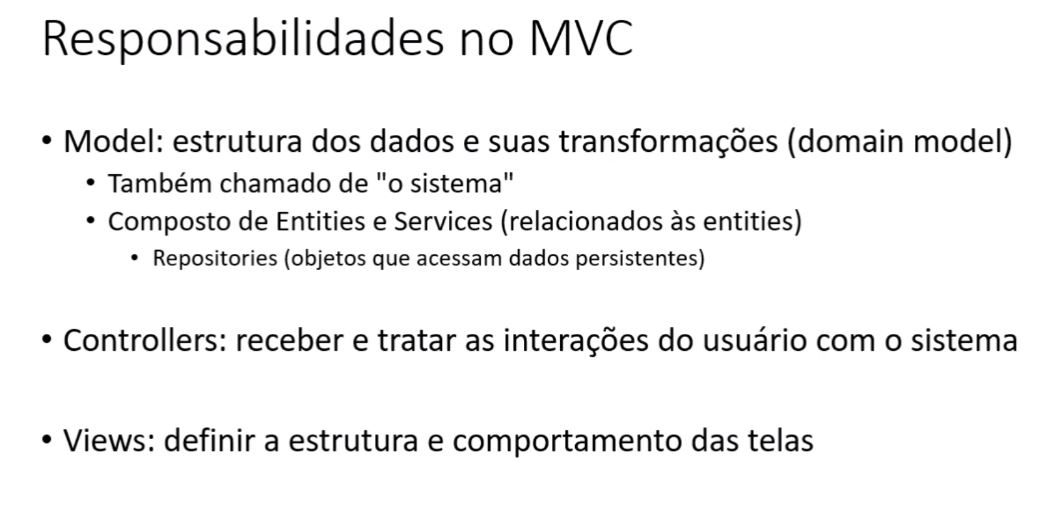 Responsabilidades no MVC
• Model: estrutura dos dados e suas transformações (domain model)
• Também chamado de "o sistema"
• Composto de Entities e Services (relacionados às entities)
• Repositories (objetos que acessam dados persistentes)
• Controllers: receber e tratar as interações do usuário com o sistema
• Views: definir a estrutura e comportamento das telas